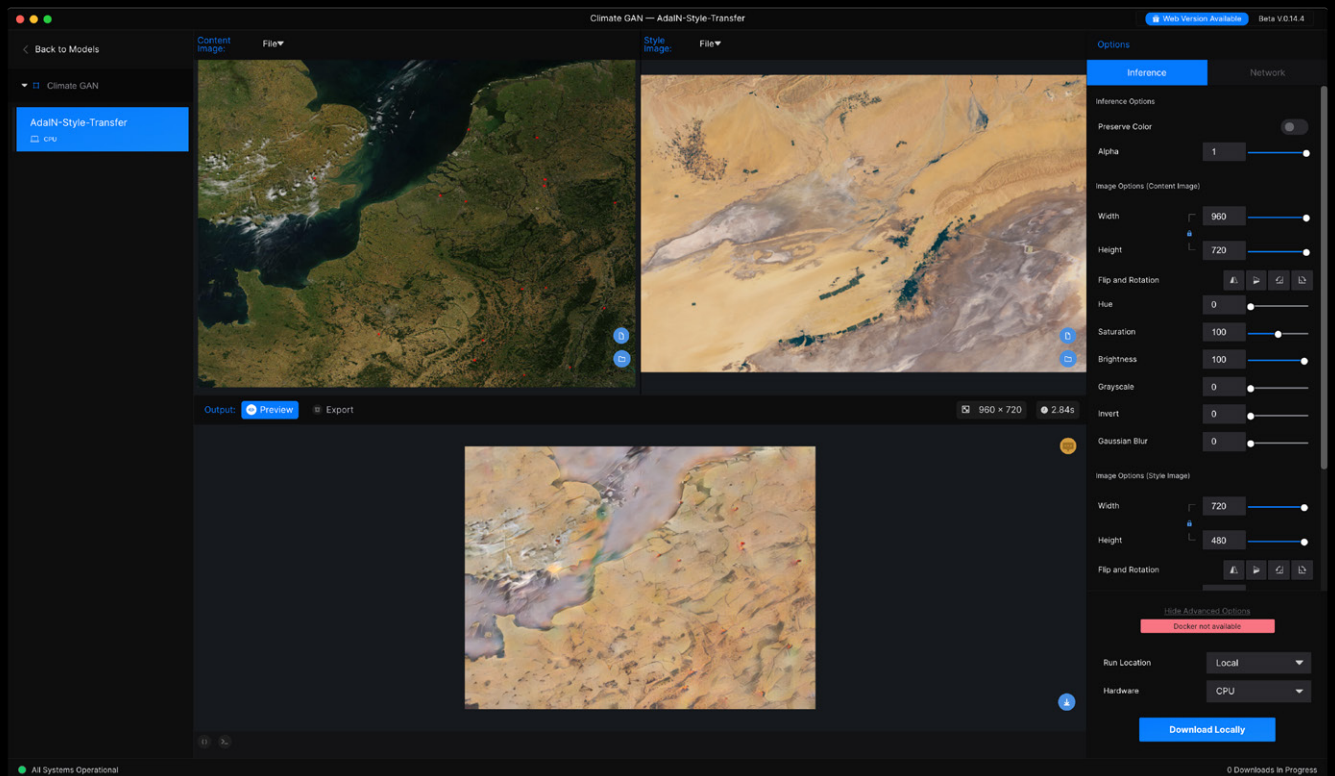 Climate GAN — AdaIN-Style-Transfer
Web Version Available
Beta V.0.14.4
Back to Models
Climate GAN
AdaIN-Style-Transfer
CPU
Content
Image:
File
Style
Image:
File
Output:
Preview
Export
960 × 720
2.84s
Options
Inference
Network
Inference Options
Preserve Color
Alpha 1
Image Options (Content Image)
Width 960
Height 720
Flip and Rotation
Hue 0
Saturation 100
Brightness 100
Grayscale 0
Invert 0
Gaussian Blur 0
Image Options (Style Image)
Width 720
Height 480
Flip and Rotation
Hide Advanced Options
Docker not available
Run Location Local
Hardware CPU
Download Locally
All Systems Operational
0 Downloads In Progress